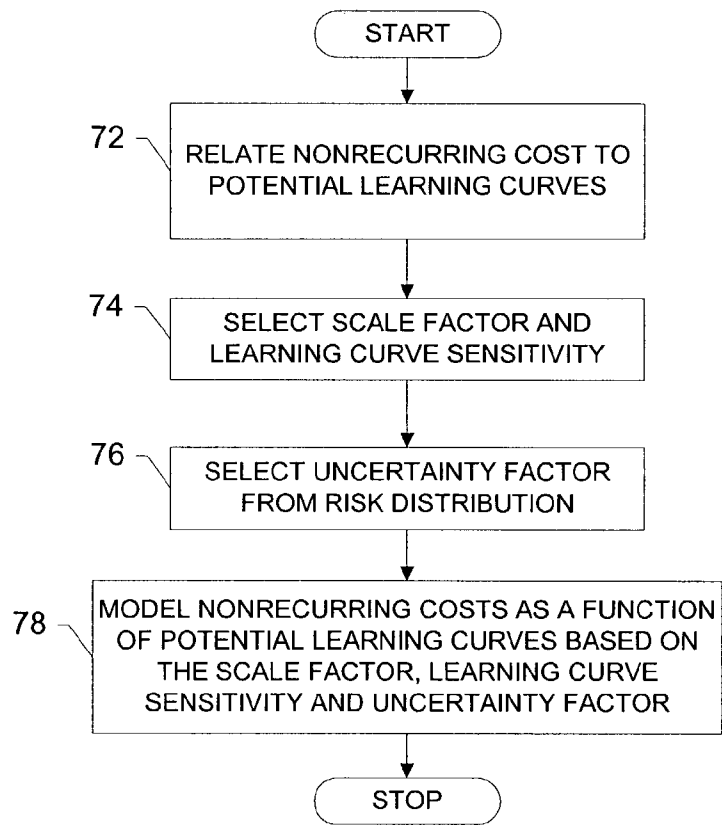 START
72
RELATE NONRECURRING COST TO
POTENTIAL LEARNING CURVES
74
SELECT SCALE FACTOR AND
LEARNING CURVE SENSITIVITY
76
SELECT UNCERTAINTY FACTOR
FROM RISK DISTRIBUTION
78
MODEL NONRECURRING COSTS AS A FUNCTION
OF POTENTIAL LEARNING CURVES BASED ON
THE SCALE FACTOR, LEARNING CURVE
SENSITIVITY AND UNCERTAINTY FACTOR
STOP